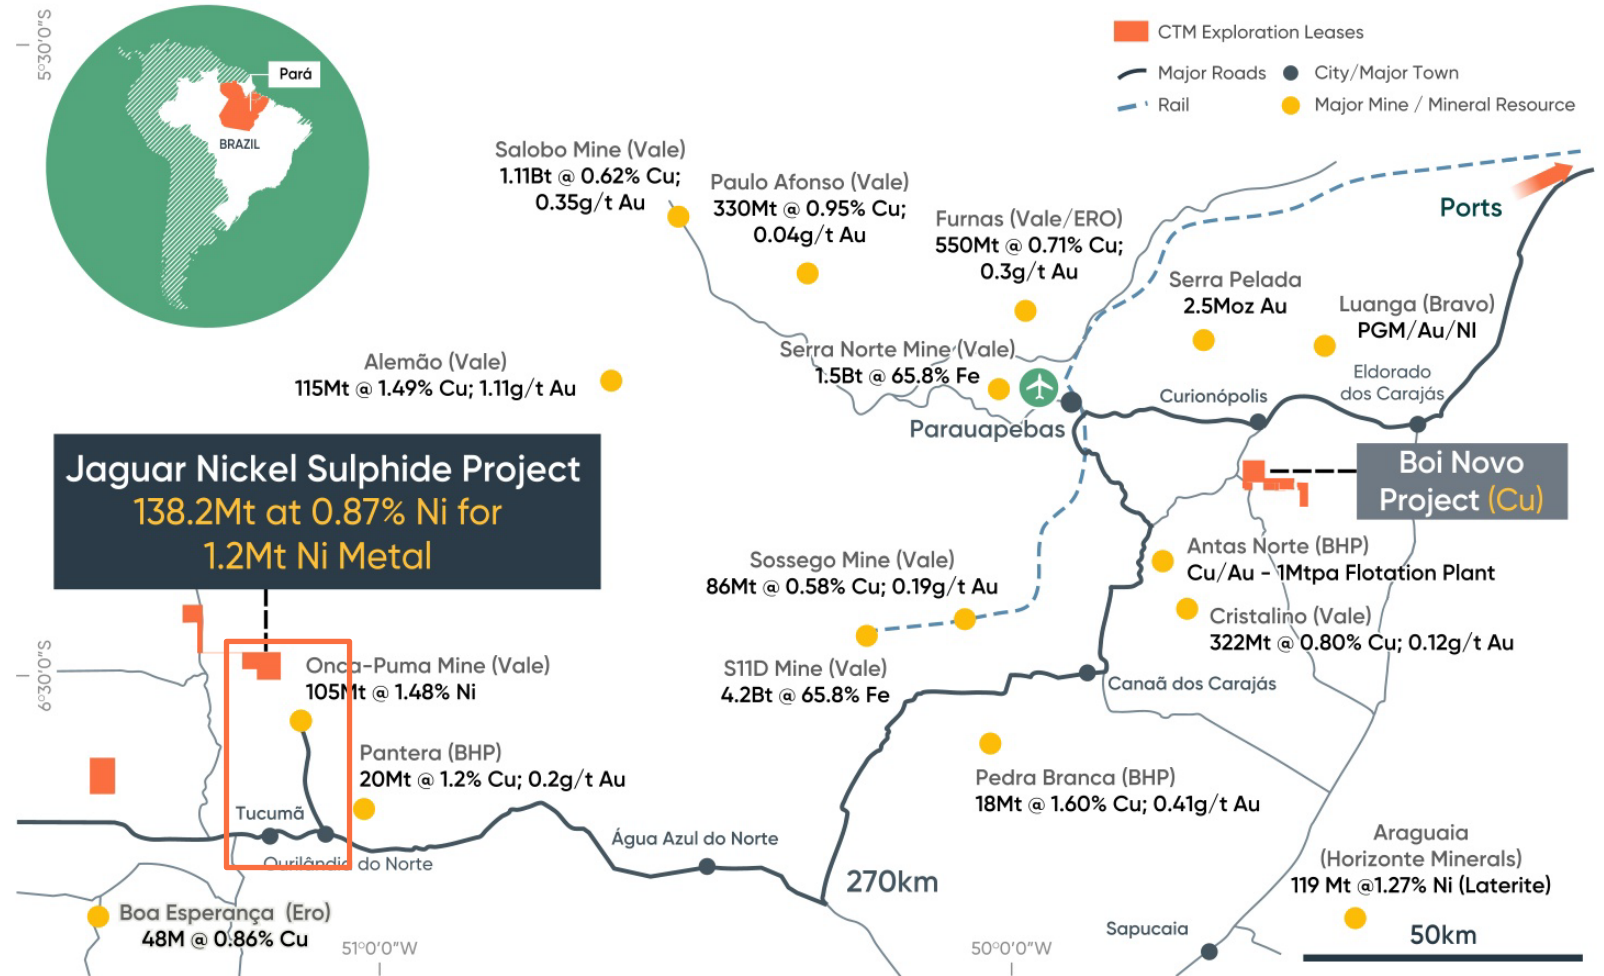 5°30'0"S
Pará
BRAZIL
CTM Exploration Leases
Major Roads
City/Major Town
Rail
Major Mine / Mineral Resource
Salobo Mine (Vale)
1.11Bt @ 0.62% Cu;
0.35g/t Au
Paulo Afonso (Vale)
330Mt @ 0.95% Cu;
0.04g/t Au
Furnas (Vale/ERO)
550Mt @ 0.71% Cu;
0.3g/t Au
Ports
Serra Pelada
2.5Moz Au
Luanga (Bravo)
PGM/Au/NI
Alemão (Vale)
115Mt @ 1.49% Cu; 1.11g/t Au
Serra Norte Mine (Vale)
1.5Bt @ 65.8% Fe
Parauapebas
Curionópolis
Eldorado
dos Carajás
Jaguar Nickel Sulphide Project
138.2Mt at 0.87% Ni for
1.2Mt Ni Metal
Boi Novo
Project (Cu)
Sossego Mine (Vale)
86Mt @ 0.58% Cu; 0.19g/t Au
Antas Norte (BHP)
Cu/Au - 1Mtpa Flotation Plant
Cristalino (Vale)
322Mt @ 0.80% Cu; 0.12g/t Au
6°30'0"S
Onca-Puma Mine (Vale)
105Mt @ 1.48% Ni
S11D Mine (Vale)
4.2Bt @ 65.8% Fe
Canaã dos Carajás
Pantera (BHP)
20Mt @ 1.2% Cu; 0.2g/t Au
Pedra Branca (BHP)
18Mt @ 1.60% Cu; 0.41g/t Au
Tucumã
Ourilândia do Norte
Água Azul do Norte
270km
Araguaia
(Horizonte Minerals)
119 Mt @1.27% Ni (Laterite)
Boa Esperança (Ero)
48M @ 0.86% Cu
51°0'0"W
50°0'0"W
Sapucaia
50km